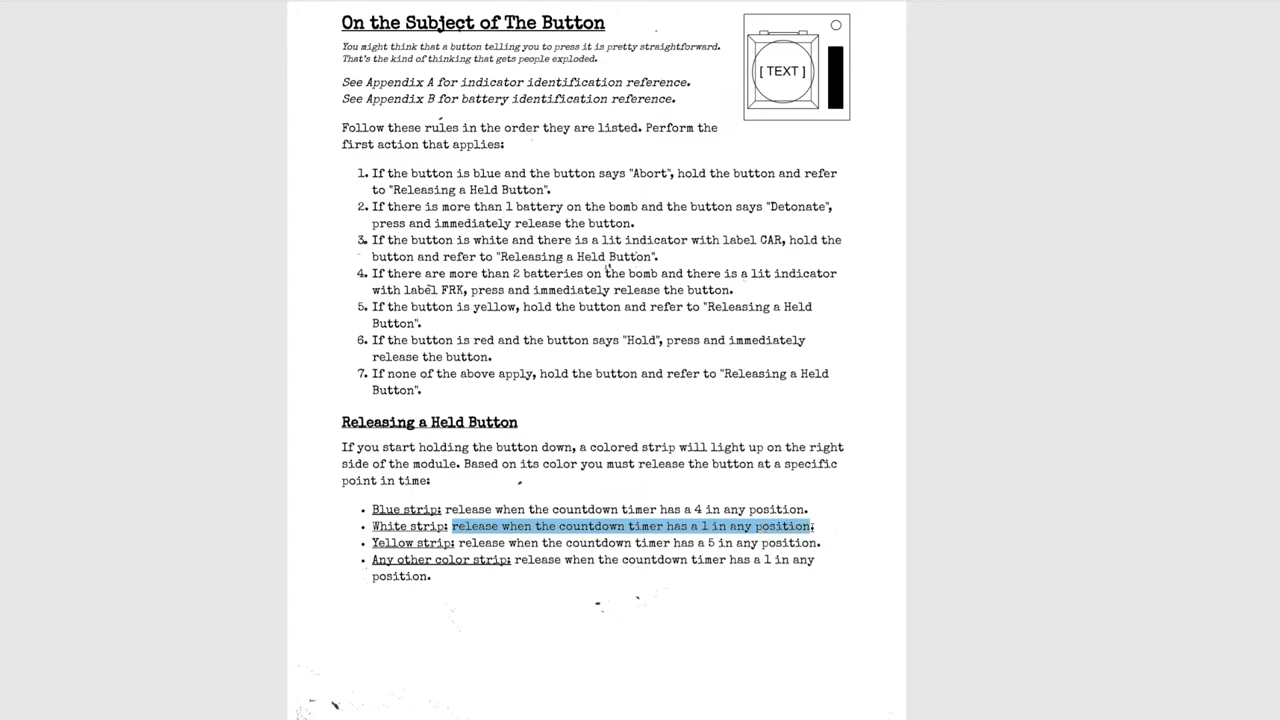 On the Subject of The Button
You might think that a button telling you to press it is pretty straightforward.
That's the kind of thinking that gets people exploded.
See Appendix A for indicator identification reference.
See Appendix B for battery identification reference.
[ TEXT ]
Follow these rules in the order they are listed. Perform the
first action that applies:
1. If the button is blue and the button says "Abort", hold the button and refer
to "Releasing a Held Button".
2. If there is more than 1 battery on the bomb and the button says "Detonate",
press and immediately release the button.
3. If the button is white and there is a lit indicator with label CAR, hold the
button and refer to "Releasing a Held Button".
4. If there are more than 2 batteries on the bomb and there is a lit indicator
with label FRK, press and immediately release the button.
5. If the button is yellow, hold the button and refer to "Releasing a Held
Button".
6. If the button is red and the button says "Hold", press and immediately
release the button.
7. If none of the above apply, hold the button and refer to "Releasing a Held
Button".
Releasing a Held Button
If you start holding the button down, a colored strip will light up on the right
side of the module. Based on its color you must release the button at a specific
point in time:
• Blue strip: release when the countdown timer has a 4 in any position.
• White strip: release when the countdown timer has a 1 in any position.
• Yellow strip: release when the countdown timer has a 5 in any position.
• Any other color strip: release when the countdown timer has a 1 in any
position.